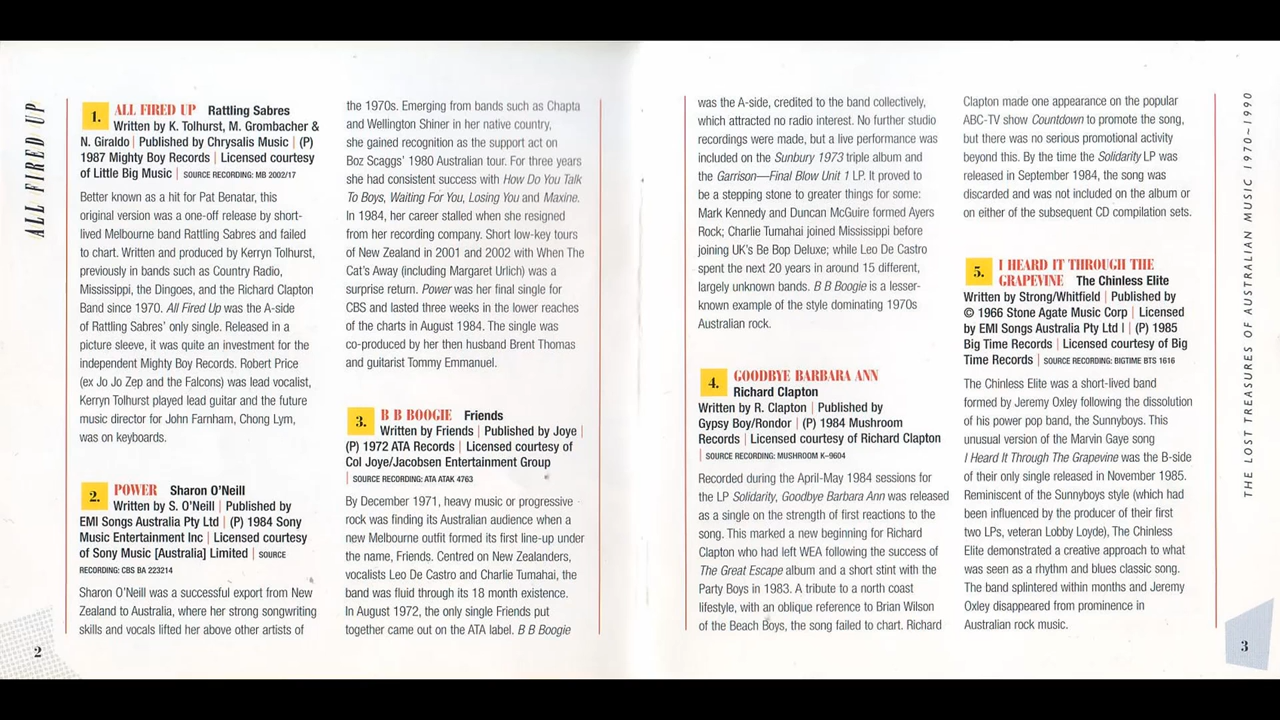 ALL FIRED UP
1. ALL FIRED UP Rattling Sabres
Written by K. Tolhurst, M. Grombacher &
N. Giraldo | Published by Chrysalis Music | (P)
1987 Mighty Boy Records | Licensed courtesy
of Little Big Music | SOURCE RECORDING: MB 2002/17
Better known as a hit for Pat Benatar, this
original version was a one-off release by short-
lived Melbourne band Rattling Sabres and failed
to chart. Written and produced by Kerryn Tolhurst,
previously in bands such as Country Radio,
Mississippi, the Dingoes, and the Richard Clapton
Band since 1970. All Fired Up was the A-side
of Rattling Sabres' only single. Released in a
picture sleeve, it was quite an investment for the
independent Mighty Boy Records. Robert Price
(ex Jo Jo Zep and the Falcons) was lead vocalist,
Kerryn Tolhurst played lead guitar and the future
music director for John Farnham, Chong Lym,
was on keyboards.
2. POWER Sharon O'Neill
Written by S. O'Neill | Published by
EMI Songs Australia Pty Ltd | (P) 1984 Sony
Music Entertainment Inc | Licensed courtesy
of Sony Music [Australia] Limited | SOURCE
RECORDING: CBS BA 223214
Sharon O'Neill was a successful export from New
Zealand to Australia, where her strong songwriting
skills and vocals lifted her above other artists of
2
the 1970s. Emerging from bands such as Chapta
and Wellington Shiner in her native country,
she gained recognition as the support act on
Boz Scaggs' 1980 Australian tour. For three years
she had consistent success with How Do You Talk
To Boys, Waiting For You, Losing You and Maxine.
In 1984, her career stalled when she resigned
from her recording company. Short low-key tours
of New Zealand in 2001 and 2002 with When The
Cat's Away (including Margaret Urlich) was a
surprise return. Power was her final single for
CBS and lasted three weeks in the lower reaches
of the charts in August 1984. The single was
co-produced by her then husband Brent Thomas
and guitarist Tommy Emmanuel.
3. B B BOOGIE Friends
Written by Friends | Published by Joye |
(P) 1972 ATA Records | Licensed courtesy of
Col Joye/Jacobsen Entertainment Group
| SOURCE RECORDING: ATA ATAK 4763
By December 1971, heavy music or progressive
rock was finding its Australian audience when a
new Melbourne outfit formed its first line-up under
the name, Friends. Centred on New Zealanders,
vocalists Leo De Castro and Charlie Tumahai, the
band was fluid through its 18 month existence.
In August 1972, the only single Friends put
together came out on the ATA label. B B Boogie
was the A-side, credited to the band collectively,
which attracted no radio interest. No further studio
recordings were made, but a live performance was
included on the Sunbury 1973 triple album and
the Garrison—Final Blow Unit 1 LP. It proved to
be a stepping stone to greater things for some:
Mark Kennedy and Duncan McGuire formed Ayers
Rock; Charlie Tumahai joined Mississippi before
joining UK's Be Bop Deluxe; while Leo De Castro
spent the next 20 years in around 15 different,
largely unknown bands. B B Boogie is a lesser-
known example of the style dominating 1970s
Australian rock.
4. GOODBYE BARBARA ANN
Richard Clapton
Written by R. Clapton | Published by
Gypsy Boy/Rondor | (P) 1984 Mushroom
Records | Licensed courtesy of Richard Clapton
| SOURCE RECORDING: MUSHROOM K–9604
Recorded during the April-May 1984 sessions for
the LP Solidarity, Goodbye Barbara Ann was released
as a single on the strength of first reactions to the
song. This marked a new beginning for Richard
Clapton who had left WEA following the success of
The Great Escape album and a short stint with the
Party Boys in 1983. A tribute to a north coast
lifestyle, with an oblique reference to Brian Wilson
of the Beach Boys, the song failed to chart. Richard
Clapton made one appearance on the popular
ABC-TV show Countdown to promote the song,
but there was no serious promotional activity
beyond this. By the time the Solidarity LP was
released in September 1984, the song was
discarded and was not included on the album or
on either of the subsequent CD compilation sets.
5. I HEARD IT THROUGH THE
GRAPEVINE The Chinless Elite
Written by Strong/Whitfield | Published by
© 1966 Stone Agate Music Corp | Licensed
by EMI Songs Australia Pty Ltd l | (P) 1985
Big Time Records | Licensed courtesy of Big
Time Records | SOURCE RECORDING: BIGTIME BTS 1616
The Chinless Elite was a short-lived band
formed by Jeremy Oxley following the dissolution
of his power pop band, the Sunnyboys. This
unusual version of the Marvin Gaye song
I Heard It Through The Grapevine was the B-side
of their only single released in November 1985.
Reminiscent of the Sunnyboys style (which had
been influenced by the producer of their first
two LPs, veteran Lobby Loyde), The Chinless
Elite demonstrated a creative approach to what
was seen as a rhythm and blues classic song.
The band splintered within months and Jeremy
Oxley disappeared from prominence in
Australian rock music.
THE LOST TREASURES OF AUSTRALIAN MUSIC 1970~1990
3